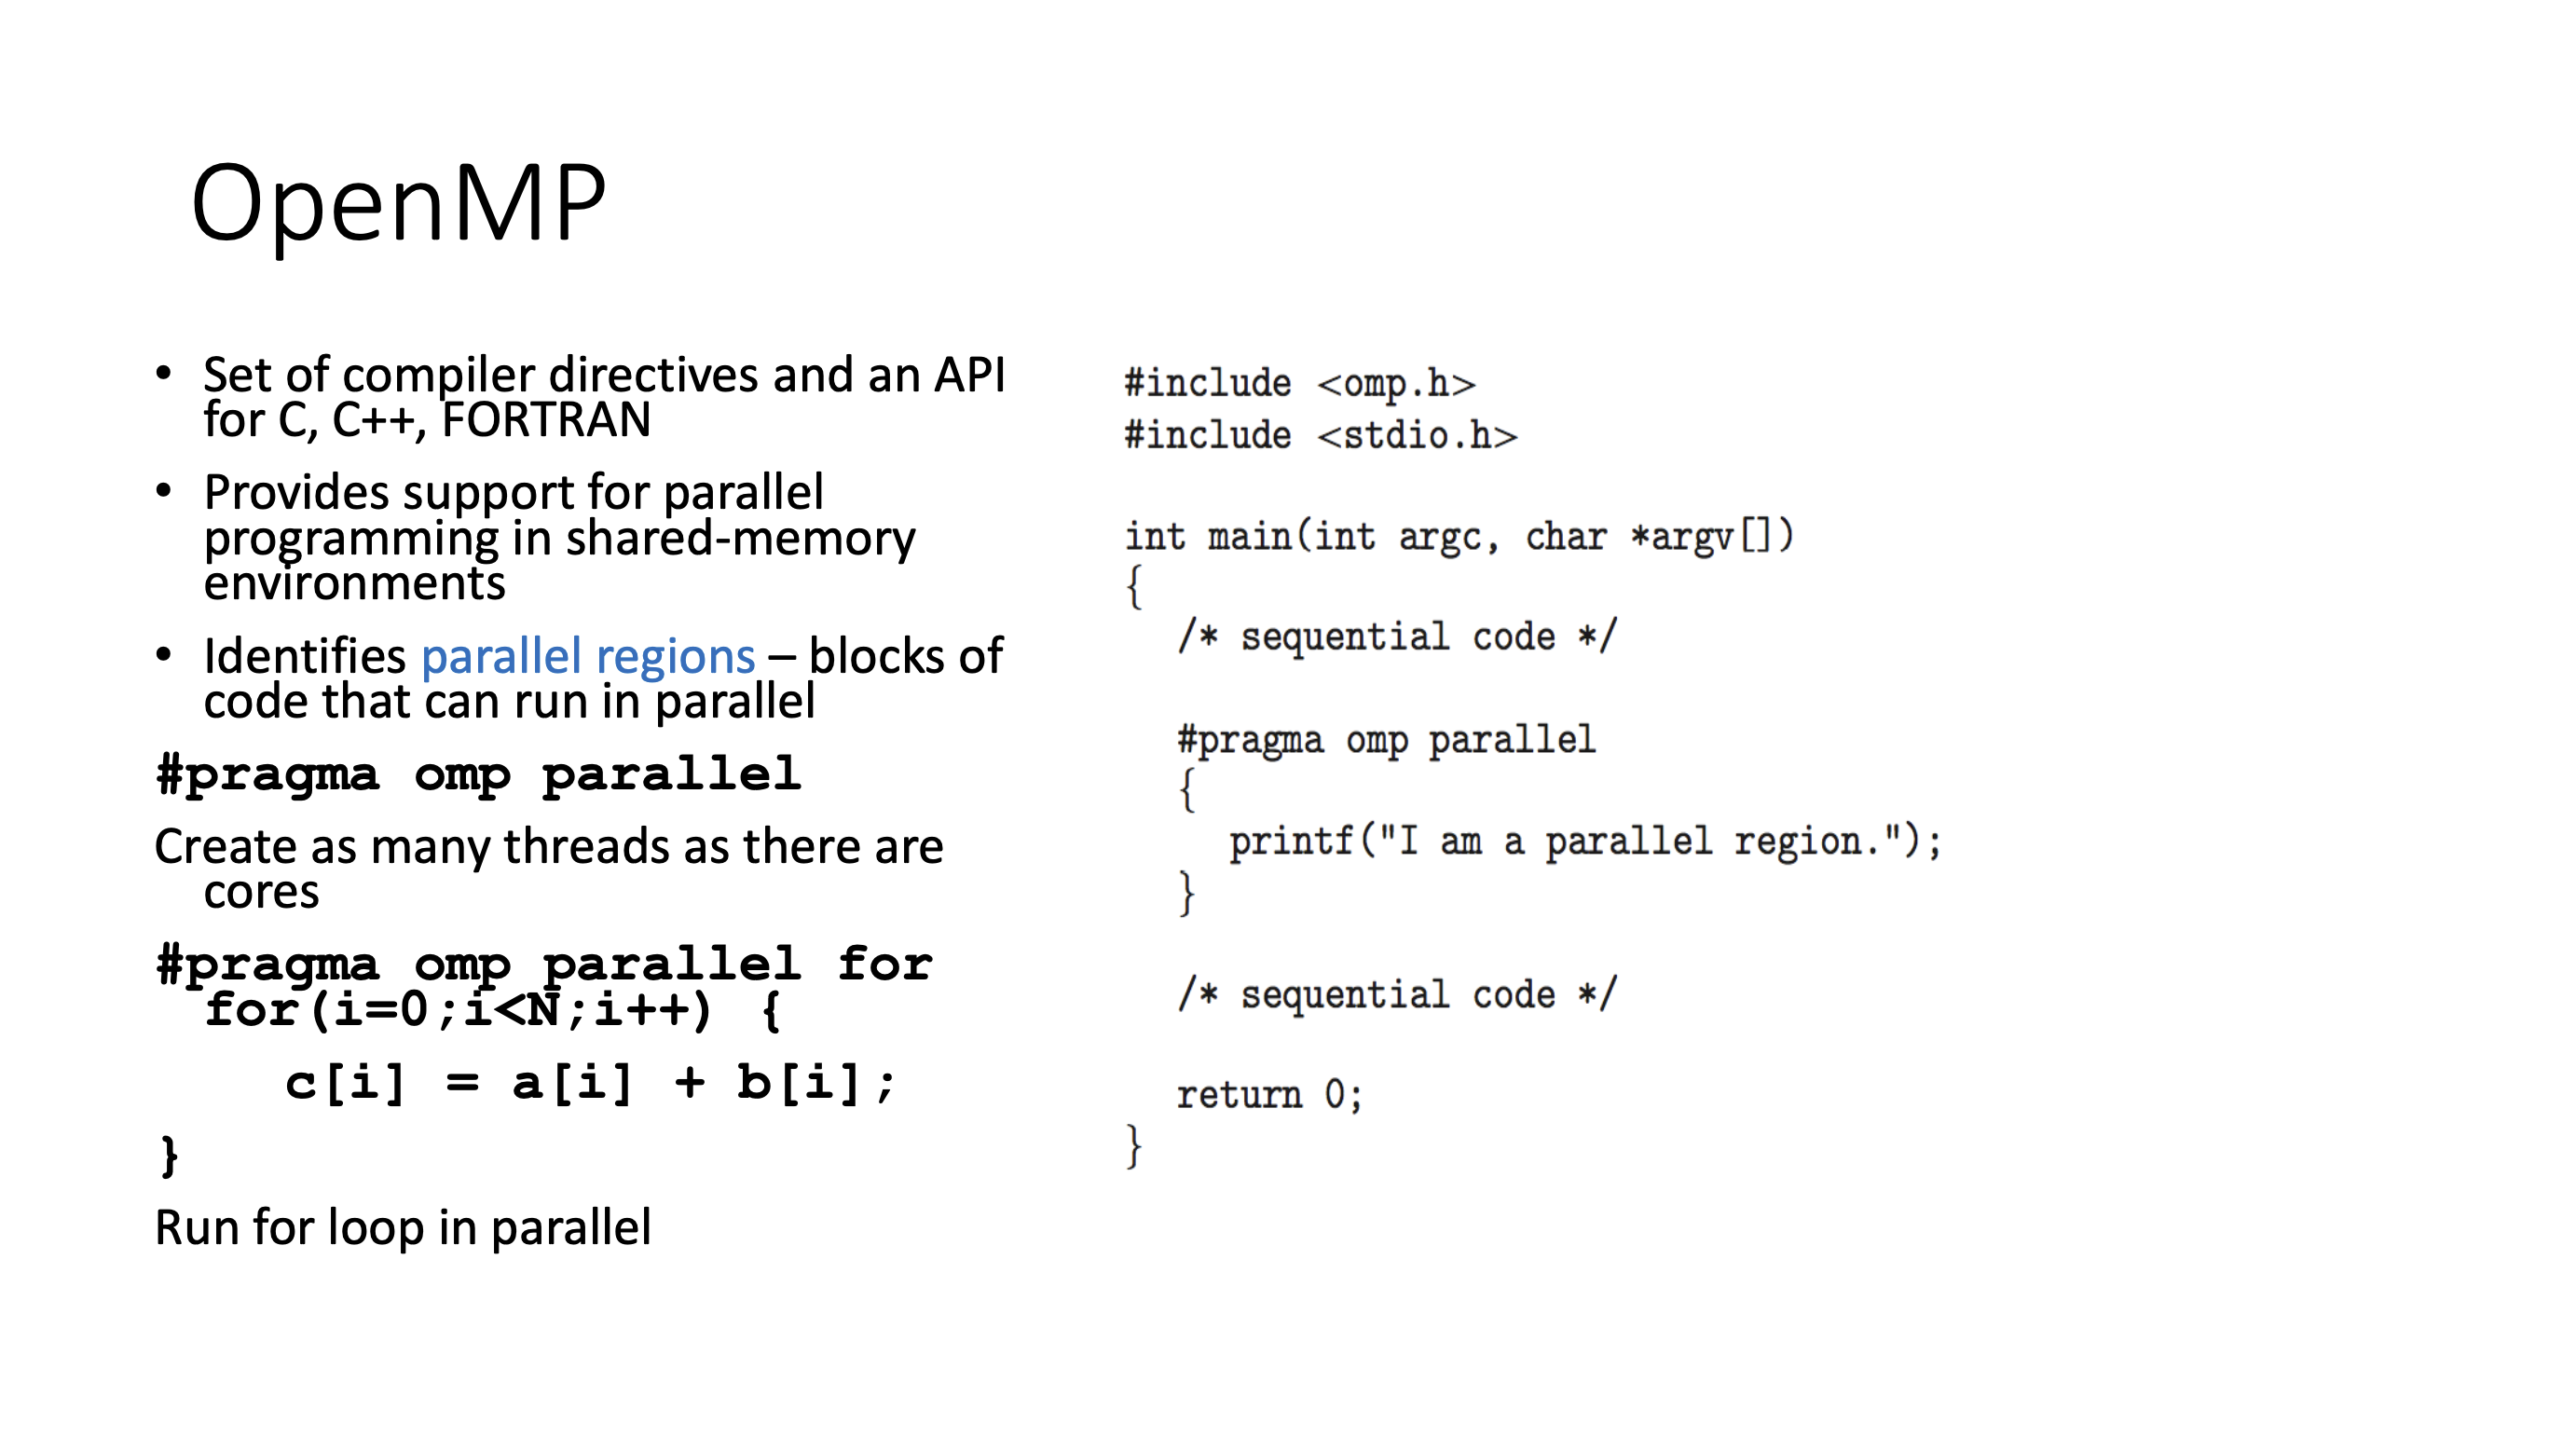 OpenMP
• Set of compiler directives and an API
for C, C++, FORTRAN
• Provides support for parallel
programming in shared-memory
environments
• Identifies parallel regions – blocks of
code that can run in parallel
#pragma omp parallel
Create as many threads as there are
cores
#pragma omp parallel for
for(i=0;i<N;i++) {
c[i] = a[i] + b[i];
}
Run for loop in parallel
#include <omp.h>
#include <stdio.h>
int main(int argc, char *argv[])
{
/* sequential code */
#pragma omp parallel
{
printf("I am a parallel region.");
}
/* sequential code */
return 0;
}